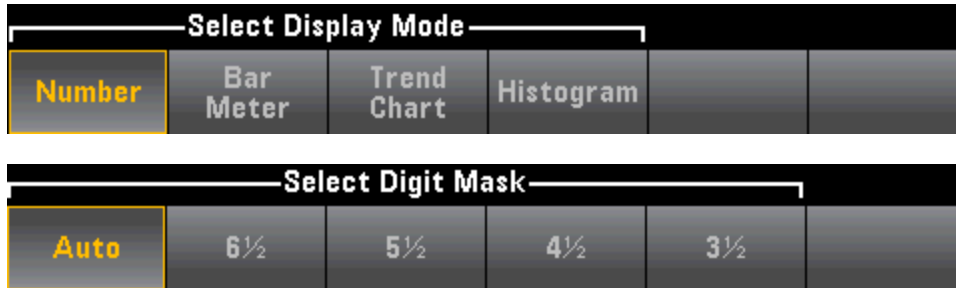 Select Display Mode
Number
Bar
Meter
Trend
Chart
Histogram
Select Digit Mask
Auto
6½
5½
4½
3½